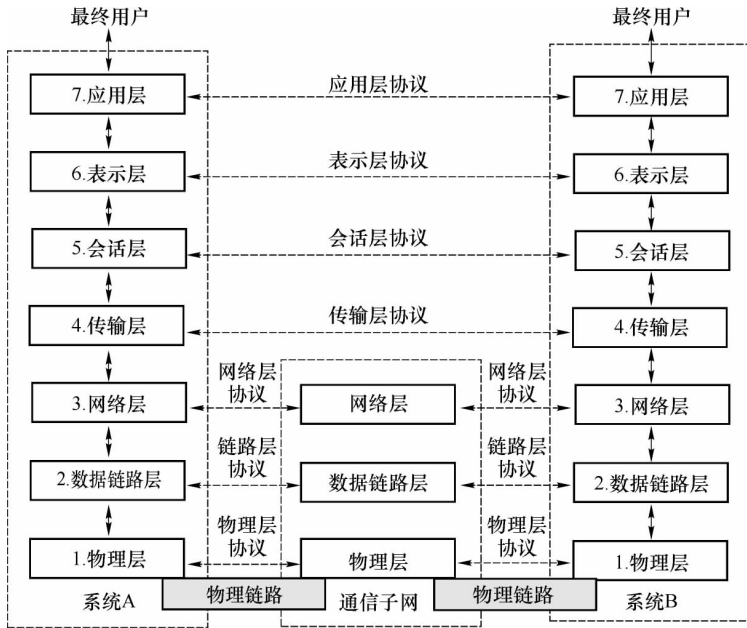 最终用户
最终用户
7.应用层
应用层协议
7.应用层
6.表示层
表示层协议
6.表示层
5.会话层
会话层协议
5.会话层
4.传输层
传输层协议
4.传输层
网络层
协议
网络层
协议
3.网络层
网络层
3.网络层
链路层
协议
链路层
协议
2.数据链路层
数据链路层
2.数据链路层
物理层
协议
物理层
协议
1.物理层
物理层
1.物理层
系统A
物理链路
通信子网
物理链路
系统B